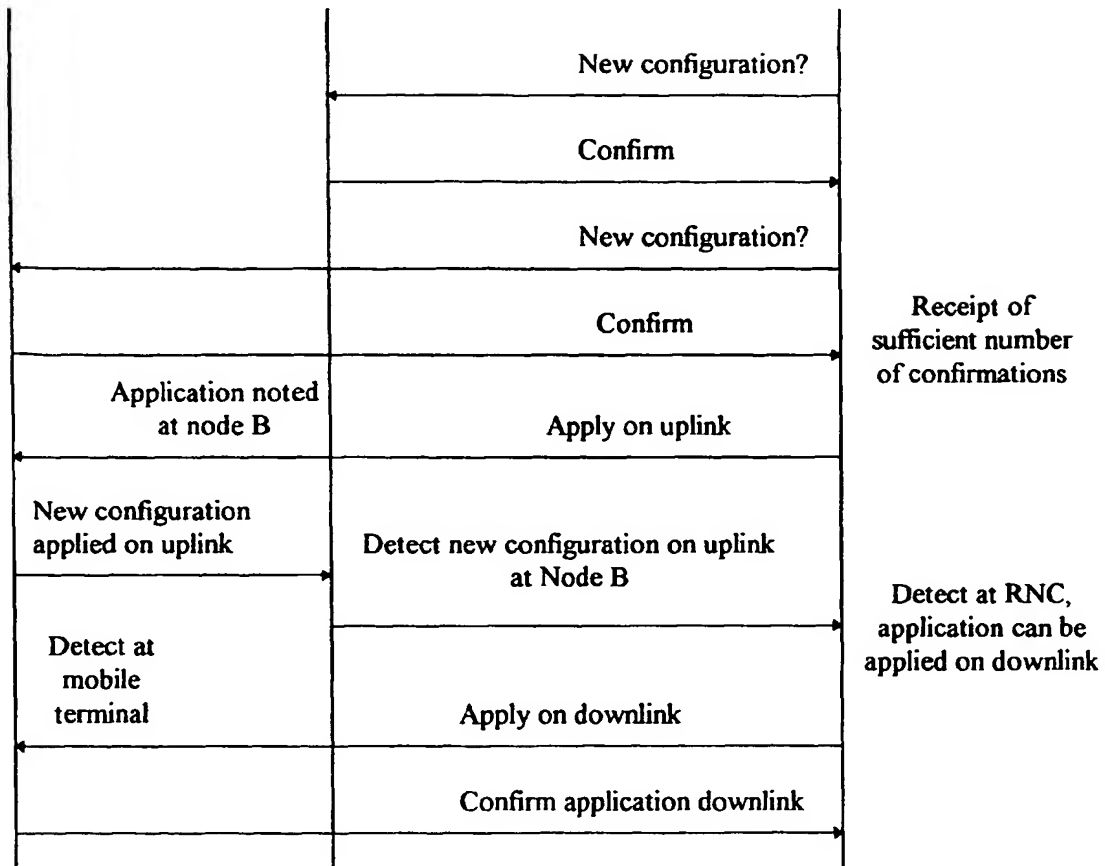 New configuration?
Confirm
New configuration?
Confirm
Receipt of
sufficient number
of confirmations
Application noted
at node B
Apply on uplink
New configuration
applied on uplink
Detect new configuration on uplink
at Node B
Detect at RNC,
application can be
applied on downlink
Detect at
mobile
terminal
Apply on downlink
Confirm application downlink